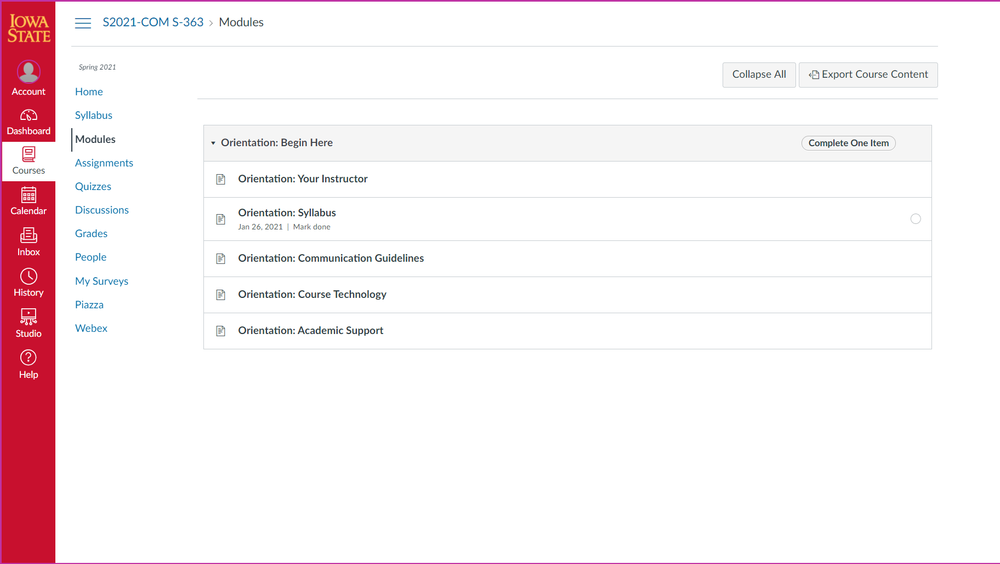 IOWA
STATE
Account
Dashboard
Courses
Calendar
Inbox
History
Studio
Help
S2021-COM S-363 > Modules
Spring 2021
Home
Syllabus
Modules
Assignments
Quizzes
Discussions
Grades
People
My Surveys
Piazza
Webex
Collapse All
Export Course Content
Orientation: Begin Here
Complete One Item
Orientation: Your Instructor
Orientation: Syllabus
Jan 26, 2021 | Mark done
Orientation: Communication Guidelines
Orientation: Course Technology
Orientation: Academic Support